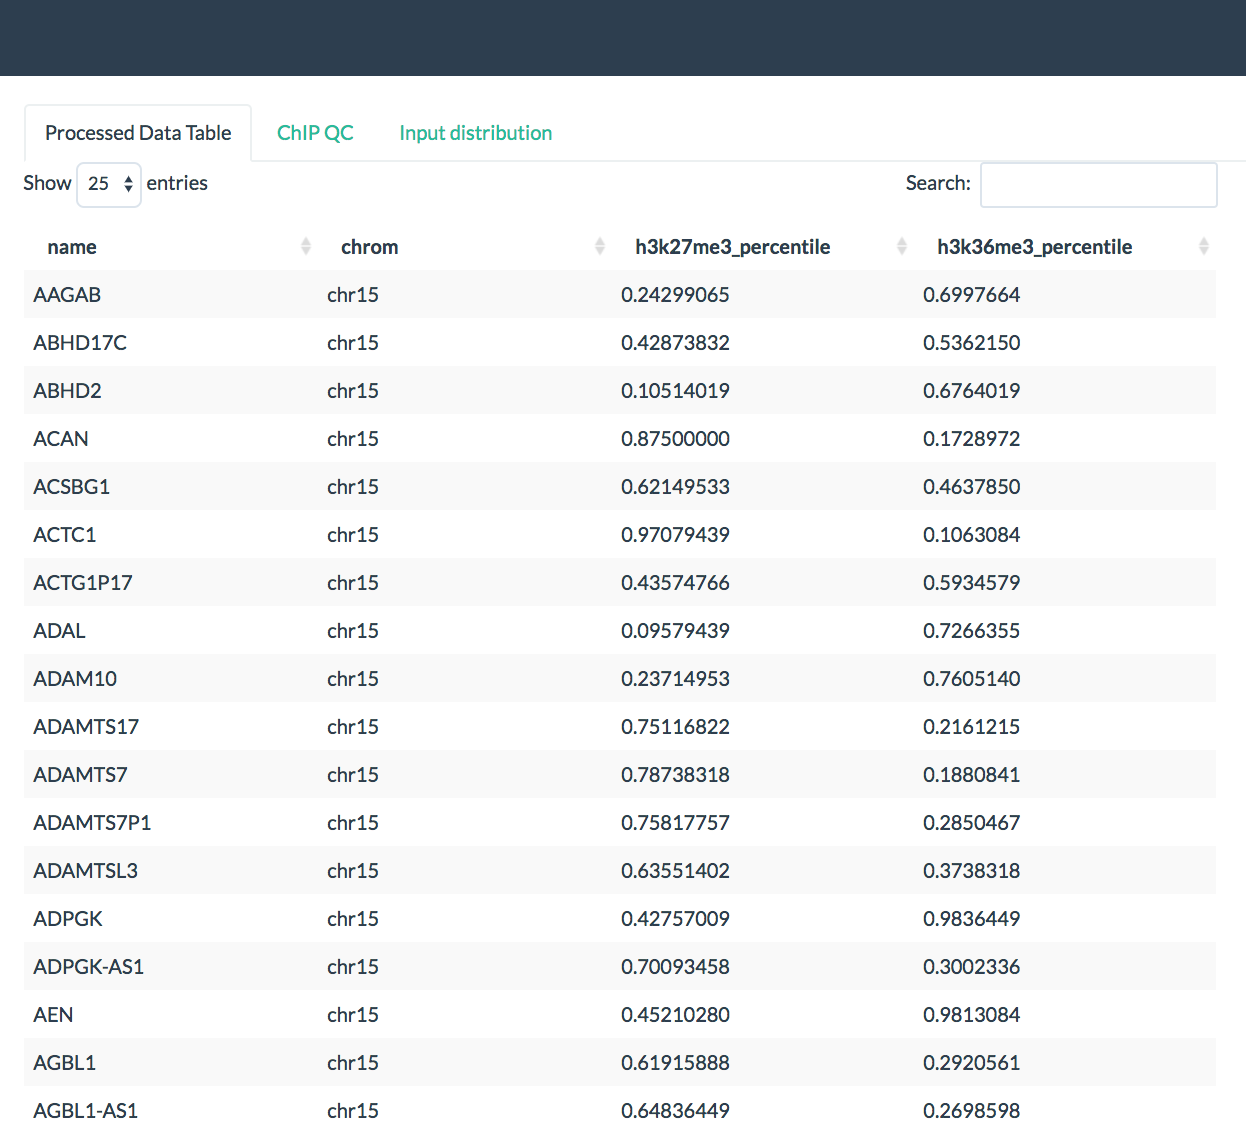 Processed Data Table ChIP QC Input distribution
Show 25 entries Search:
name chrom h3k27me3_percentile h3k36me3_percentile
AAGAB chr15 0.24299065 0.6997664
ABHD17C chr15 0.42873832 0.5362150
ABHD2 chr15 0.10514019 0.6764019
ACAN chr15 0.87500000 0.1728972
ACSBG1 chr15 0.62149533 0.4637850
ACTC1 chr15 0.97079439 0.1063084
ACTG1P17 chr15 0.43574766 0.5934579
ADAL chr15 0.09579439 0.7266355
ADAM10 chr15 0.23714953 0.7605140
ADAMTS17 chr15 0.75116822 0.2161215
ADAMTS7 chr15 0.78738318 0.1880841
ADAMTS7P1 chr15 0.75817757 0.2850467
ADAMTSL3 chr15 0.63551402 0.3738318
ADPGK chr15 0.42757009 0.9836449
ADPGK-AS1 chr15 0.70093458 0.3002336
AEN chr15 0.45210280 0.9813084
AGBL1 chr15 0.61915888 0.2920561
AGBL1-AS1 chr15 0.64836449 0.2698598